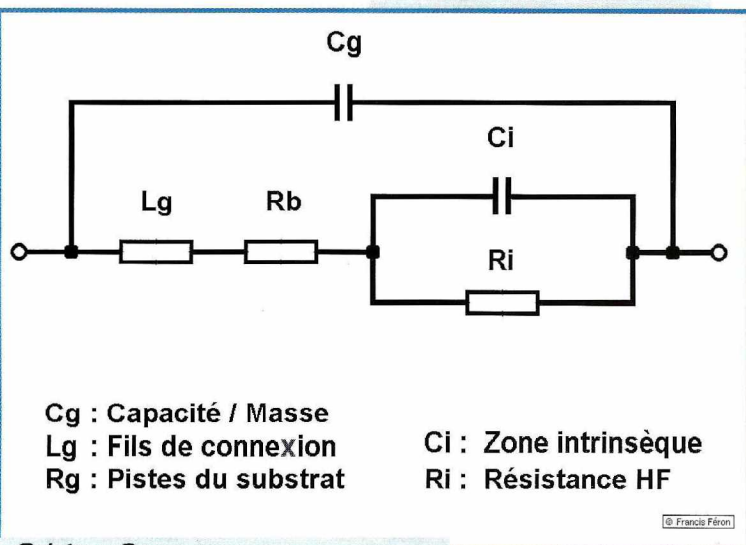 Cg
Ci
Lg
Rb
Ri
Cg : Capacité / Masse
Lg : Fils de connexion
Rg : Pistes du substrat
Ci : Zone intrinsèque
Ri : Résistance HF
© Francis Féron